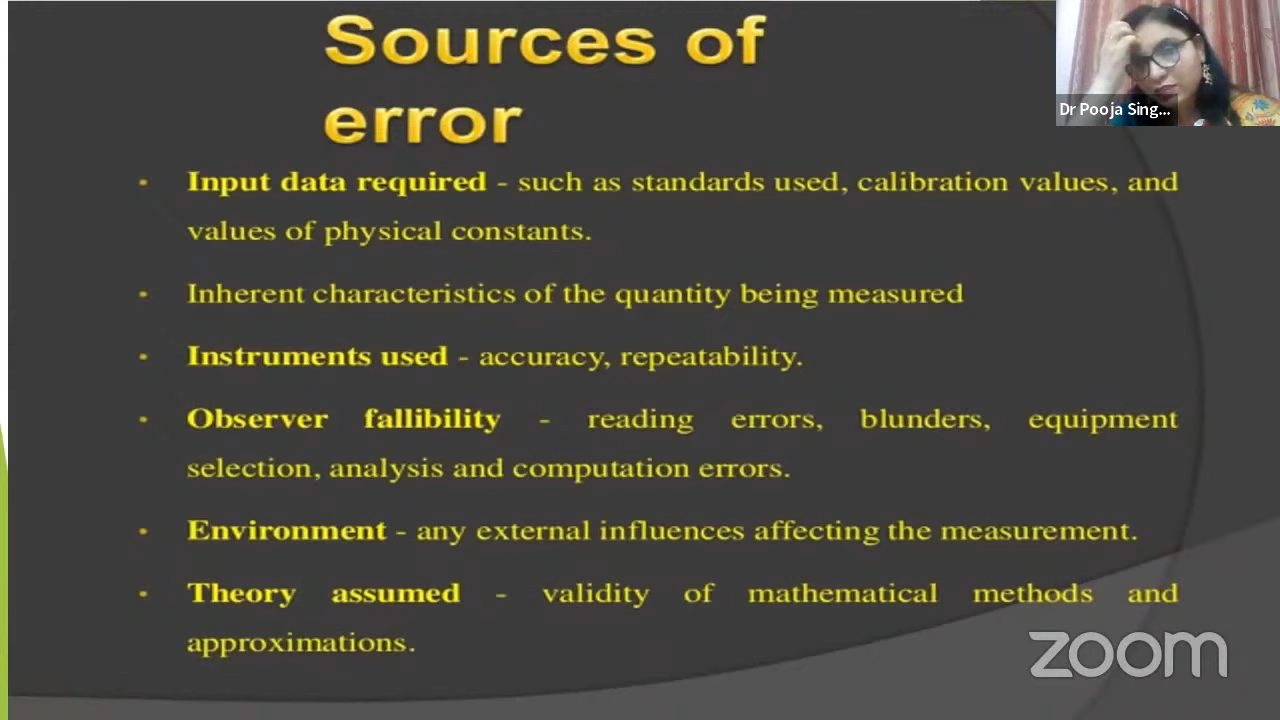 Sources of
error
Dr Pooja Sing...
• Input data required - such as standards used, calibration values, and
values of physical constants.
• Inherent characteristics of the quantity being measured
• Instruments used - accuracy, repeatability.
• Observer fallibility - reading errors, blunders, equipment
selection, analysis and computation errors.
• Environment - any external influences affecting the measurement.
• Theory assumed - validity of mathematical methods and
approximations.
zoom